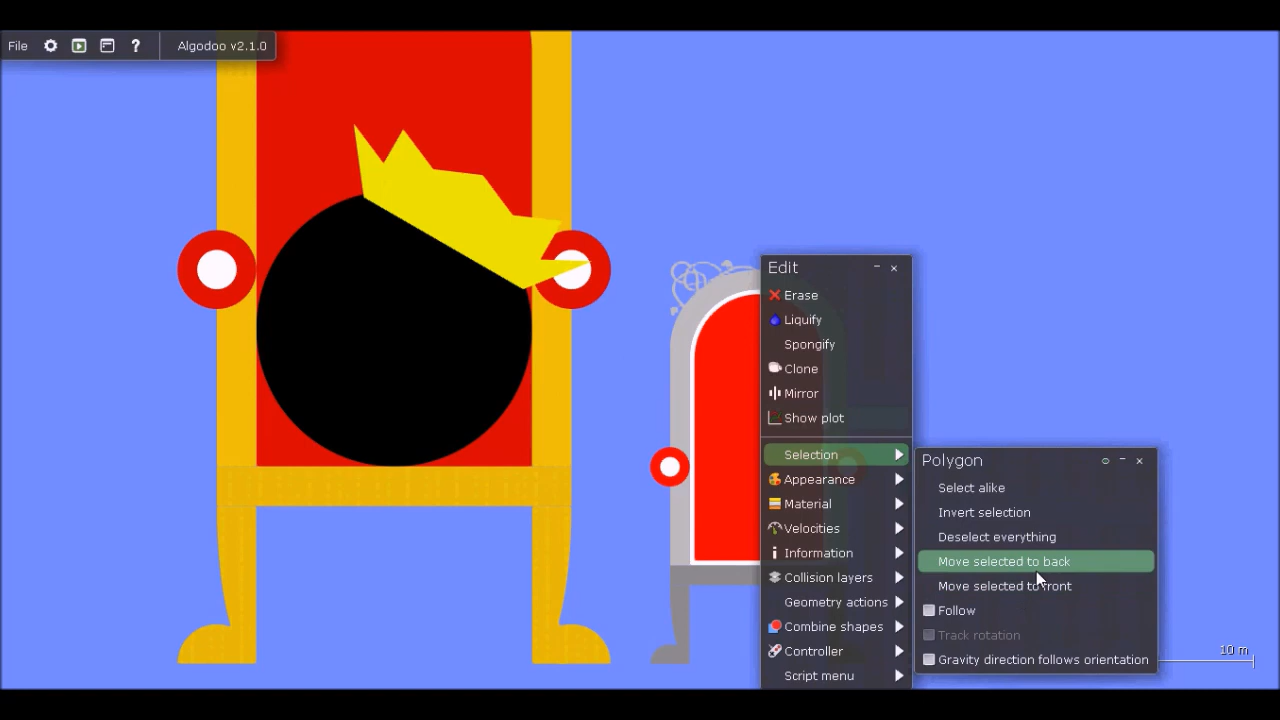 File
?
Algodoo v2.1.0
Edit
Erase
Liquify
Spongify
Clone
Mirror
Show plot
Selection
Appearance
Material
Velocities
Information
Collision layers
Geometry actions
Combine shapes
Controller
Script menu
Polygon
Select alike
Invert selection
Deselect everything
Move selected to back
Move selected to front
Follow
Track rotation
Gravity direction follows orientation
10 m